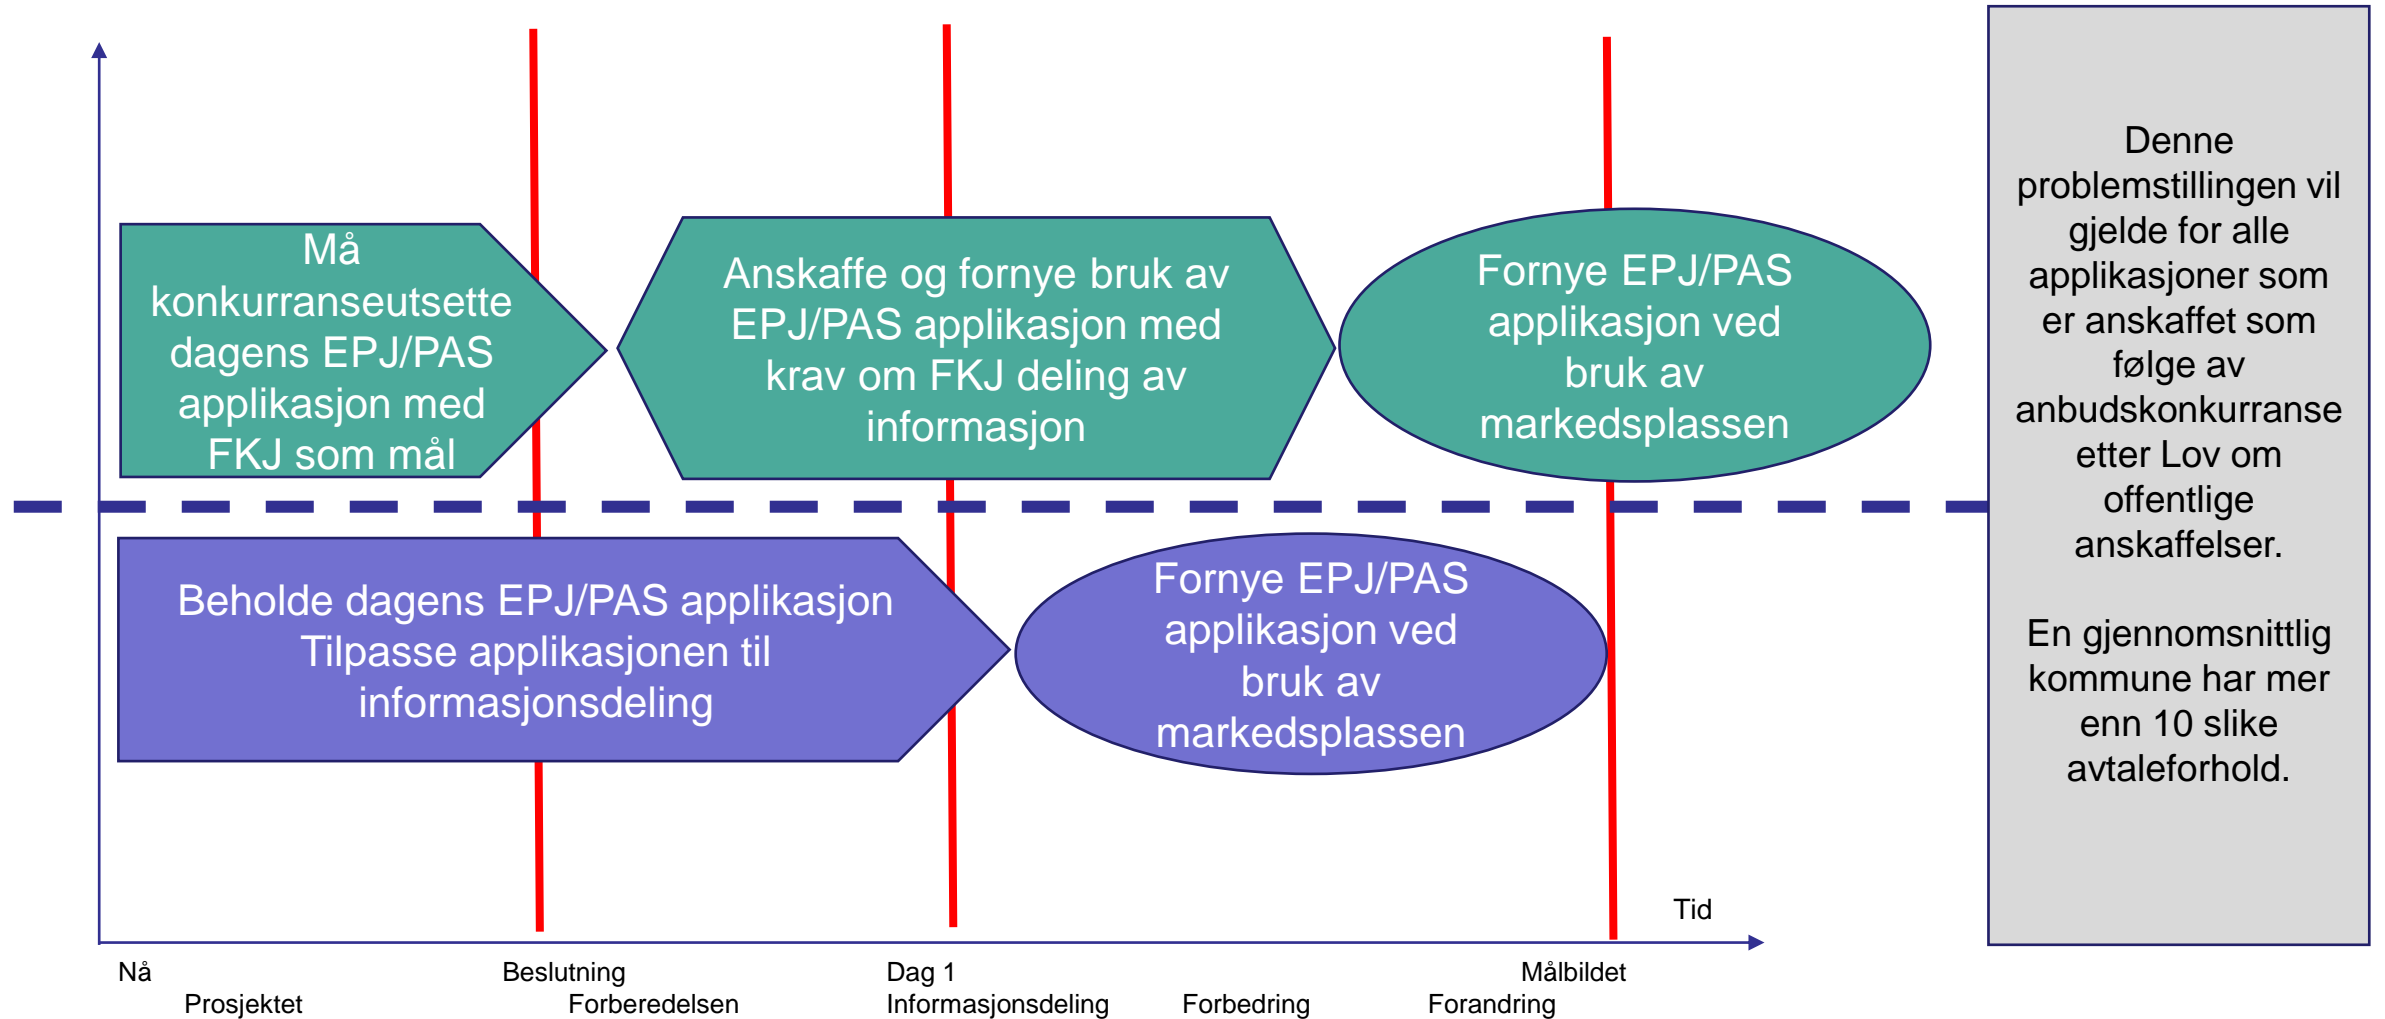 Må
konkurranseutsette
dagens EPJ/PAS
applikasjon med
FKJ som mål
Anskaffe og fornye bruk av
EPJ/PAS applikasjon med
krav om FKJ deling av
informasjon
Fornye EPJ/PAS
applikasjon ved
bruk av
markedsplassen
Beholde dagens EPJ/PAS applikasjon
Tilpasse applikasjonen til
informasjonsdeling
Fornye EPJ/PAS
applikasjon ved
bruk av
markedsplassen
Denne
problemstillingen vil
gjelde for alle
applikasjoner som
er anskaffet som
følge av
anbudskonkurranse
etter Lov om
offentlige
anskaffelser.
En gjennomsnittlig
kommune har mer
enn 10 slike
avtaleforhold.
Tid
Nå Beslutning Dag 1 Målbildet
Prosjektet Forberedelsen Informasjonsdeling Forbedring Forandring